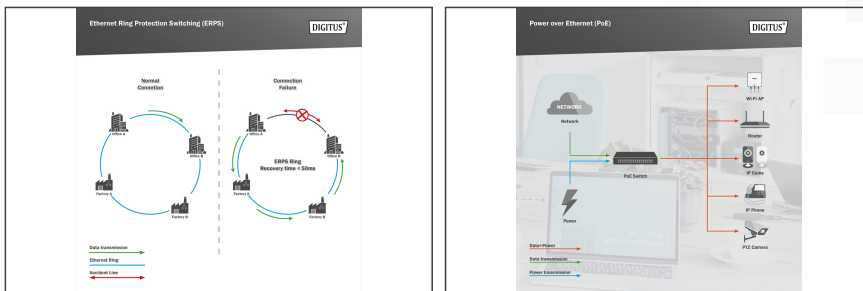 Ethernet Ring Protection Switching (ERPS)
DIGITUS®
Normal
Connetion
Connection
Failure
Office A
Office B
Factory A
Factory B
Office A
Office B
ERPS Ring
Recovery time <50ms
Factory A
Factory B
Data transmission
Ethernet Ring
Accident Line
Power over Ethernet (PoE)
DIGITUS®
NETWORK
Network
PoE Switch
Power
Wi-Fi AP
Router
IP Cams
IP Phone
PTZ Camera
Data+Power
Data transmission
Power transmission